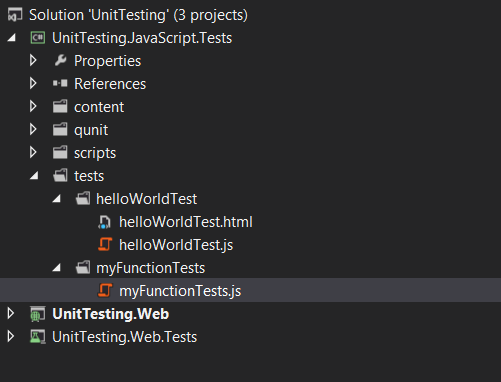 Solution 'UnitTesting' (3 projects)
UnitTesting.JavaScript.Tests
Properties
References
content
qunit
scripts
tests
helloWorldTest
helloWorldTest.html
helloWorldTest.js
myFunctionTests
myFunctionTests.js
UnitTesting.Web
UnitTesting.Web.Tests